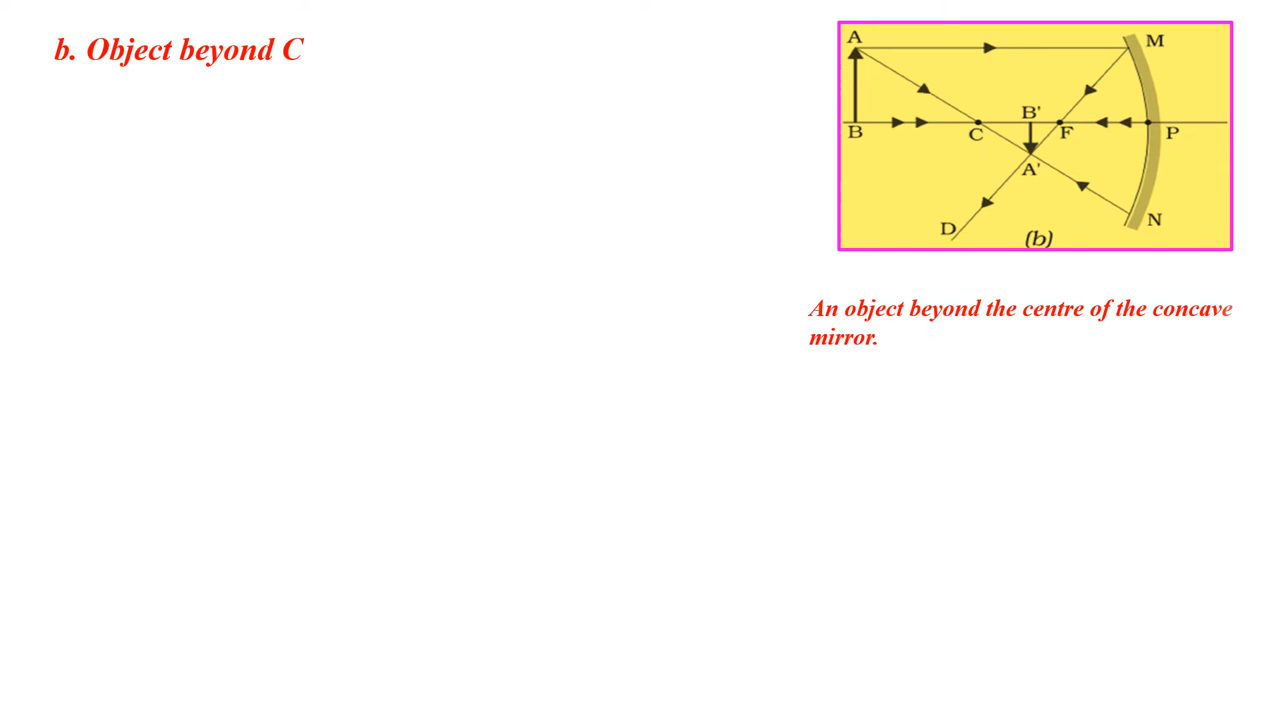 b. Object beyond C
A
M
B
C
B'
F
P
A'
D
N
(b)
An object beyond the centre of the concave
mirror.